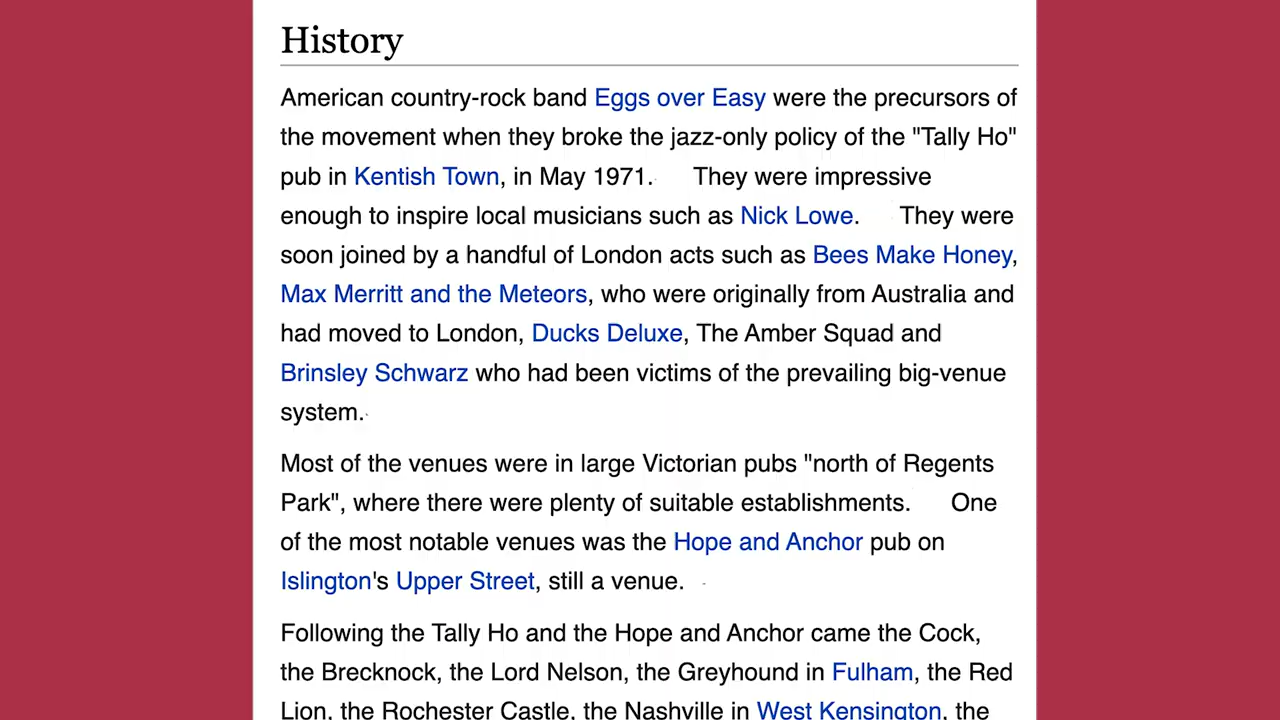 History
American country-rock band Eggs over Easy were the precursors of
the movement when they broke the jazz-only policy of the "Tally Ho"
pub in Kentish Town, in May 1971. They were impressive
enough to inspire local musicians such as Nick Lowe. They were
soon joined by a handful of London acts such as Bees Make Honey,
Max Merritt and the Meteors, who were originally from Australia and
had moved to London, Ducks Deluxe, The Amber Squad and
Brinsley Schwarz who had been victims of the prevailing big-venue
system.
Most of the venues were in large Victorian pubs "north of Regents
Park", where there were plenty of suitable establishments. One
of the most notable venues was the Hope and Anchor pub on
Islington's Upper Street, still a venue.
Following the Tally Ho and the Hope and Anchor came the Cock,
the Brecknock, the Lord Nelson, the Greyhound in Fulham, the Red
Lion, the Rochester Castle, the Nashville in West Kensington, the